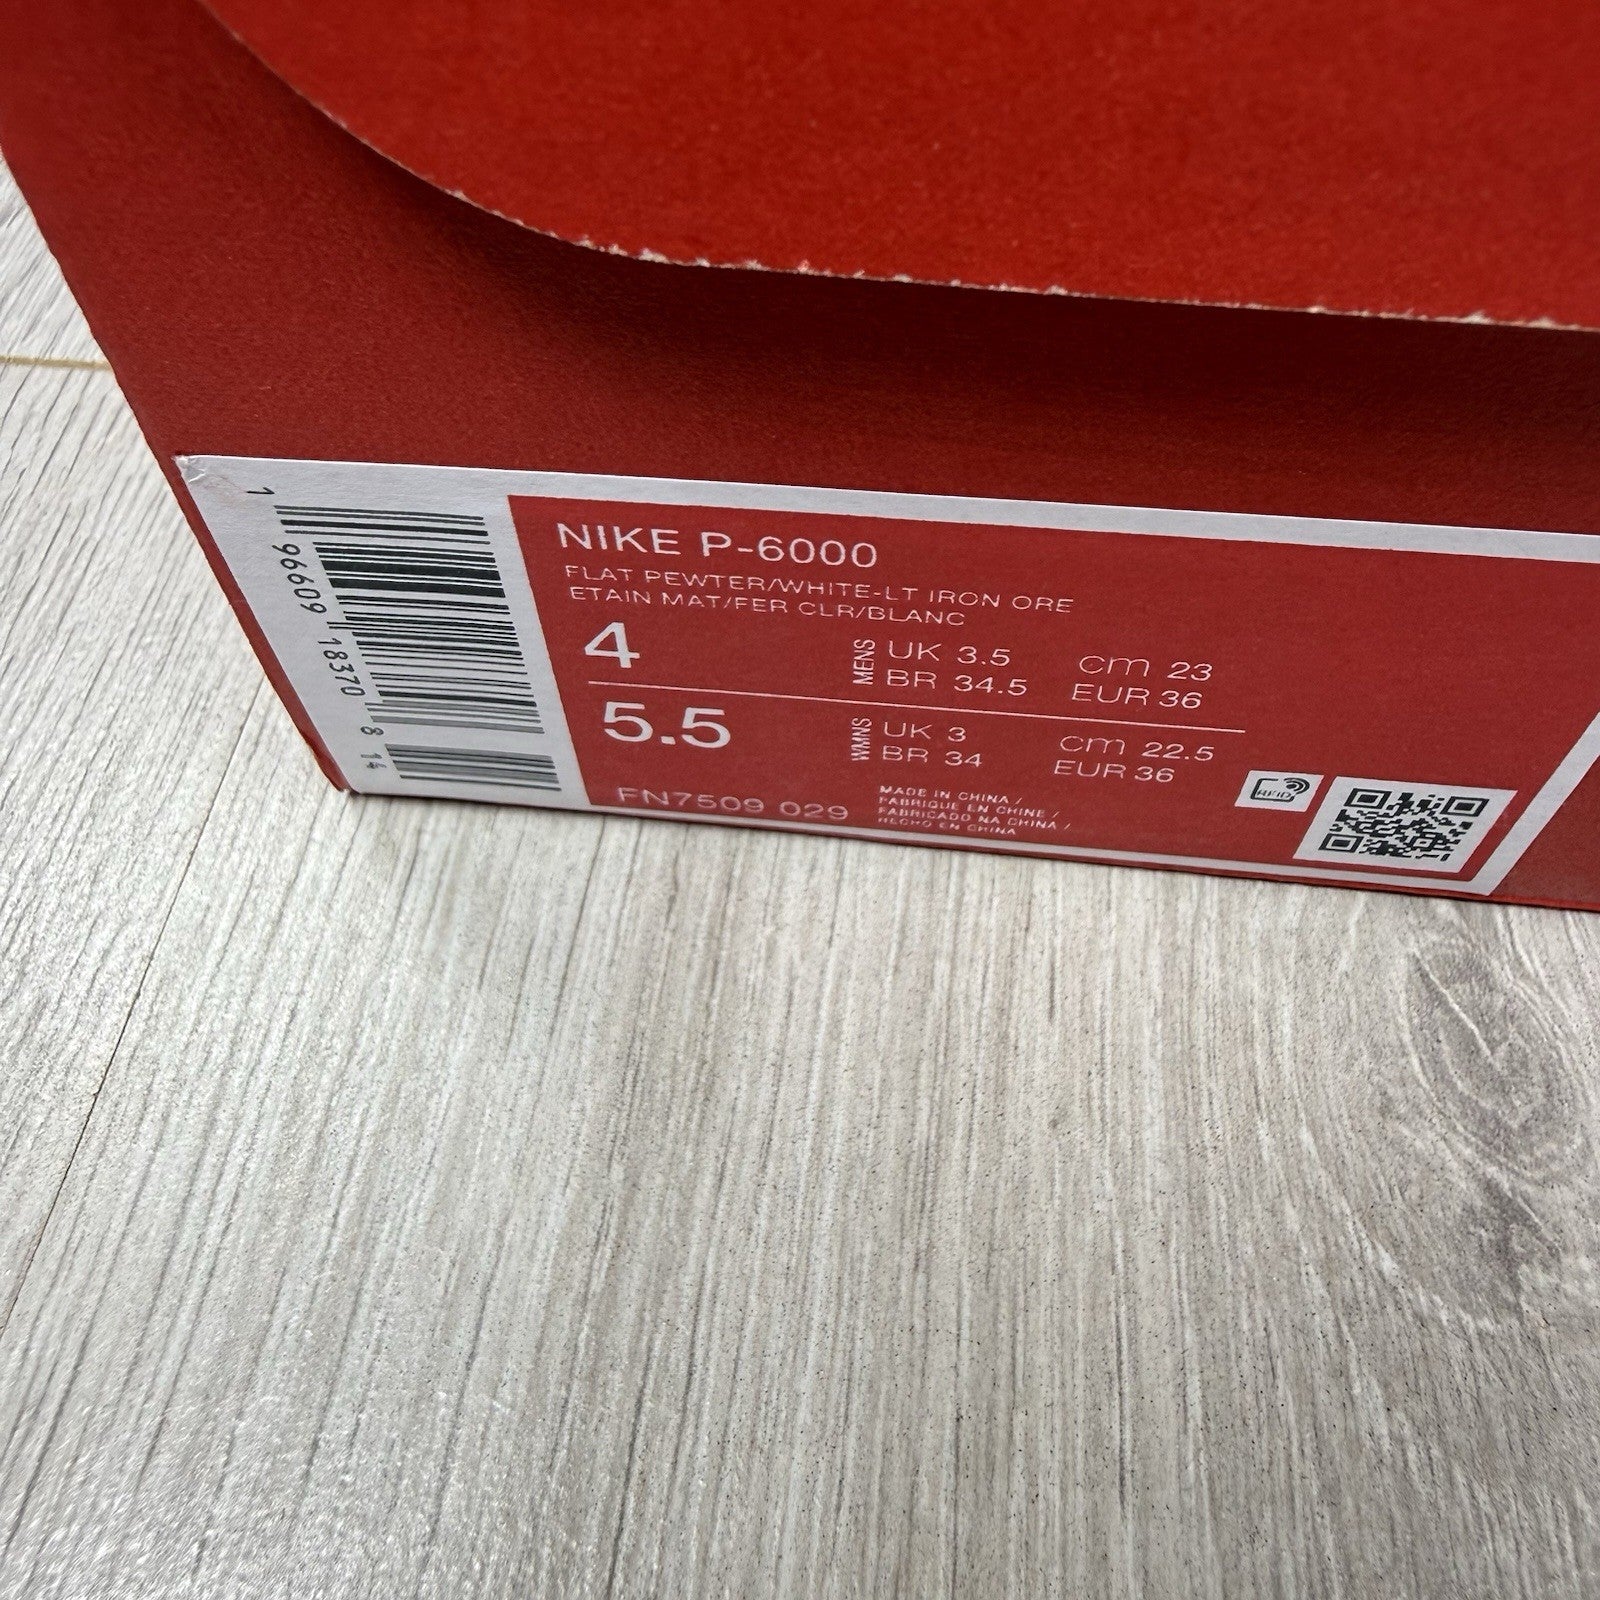 NIKE P-6000
FLAT PEWTER/WHITE-LT IRON ORE
ETAIN MAT/FER CLR/BLANC
4 MENS UK 3.5 cm 23
BR 34.5 EUR 36
5.5 WMNS UK 3 cm 22.5
BR 34 EUR 36
FN7509 029
MADE IN CHINA /
FABRIQUE EN CHINE /
FABRICADO NA CHINA /
HECHO EN CHINA
RFID
1 96609 18370 8 14